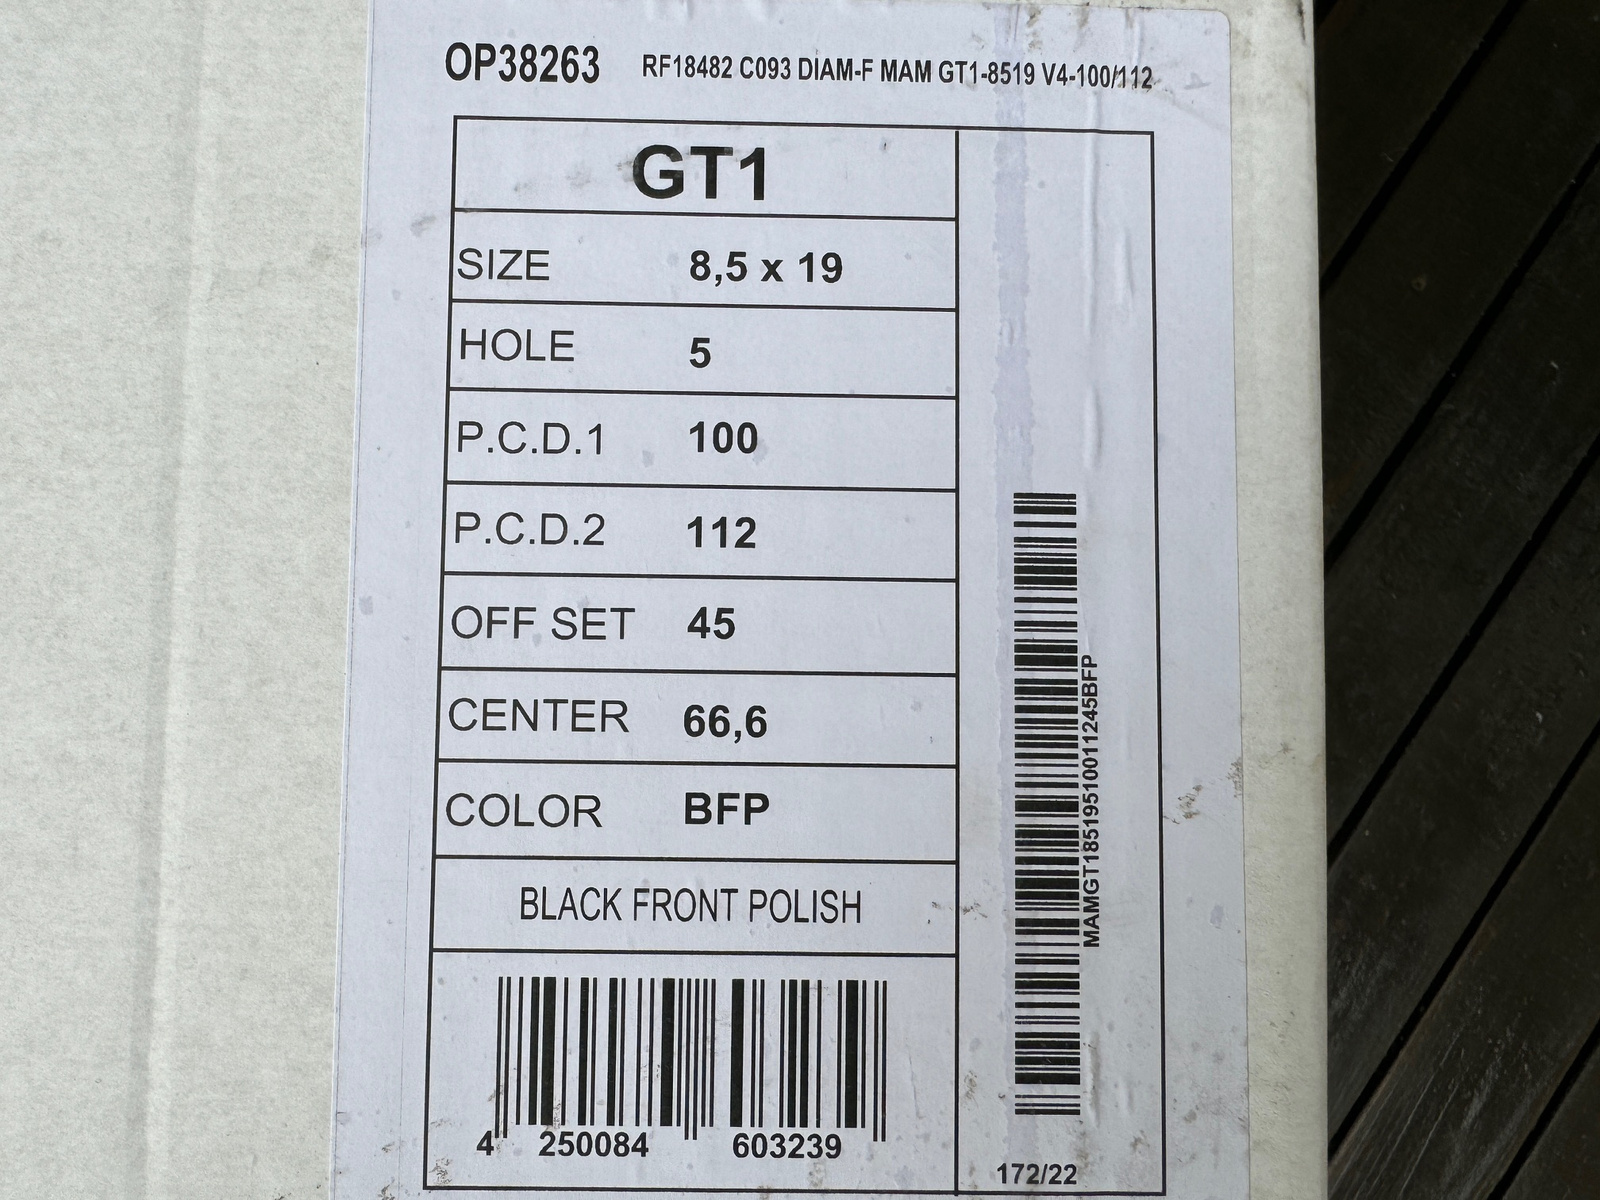 OP38263 RF18482 C093 DIAM-F MAM GT1-8519 V4-100/112
GT1
SIZE 8,5 x 19
HOLE 5
P.C.D.1 100
P.C.D.2 112
OFF SET 45
CENTER 66,6
COLOR BFP
BLACK FRONT POLISH
4 250084 603239
MAMGT18519510011245BFP
172/22